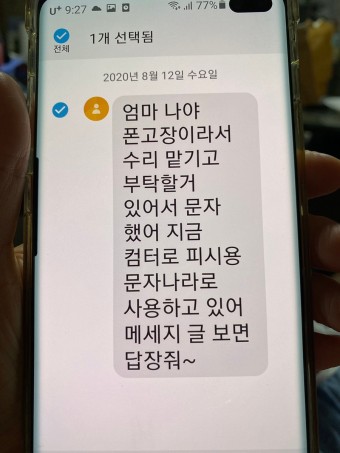 U+ 9:27 77%
전체
1개 선택됨
2020년 8월 12일 수요일
엄마 나야
폰고장이라서
수리 맡기고
부탁할거
있어서 문자
했어 지금
컴터로 피시용
문자나라로
사용하고 있어
메세지 글 보면
답장줘~